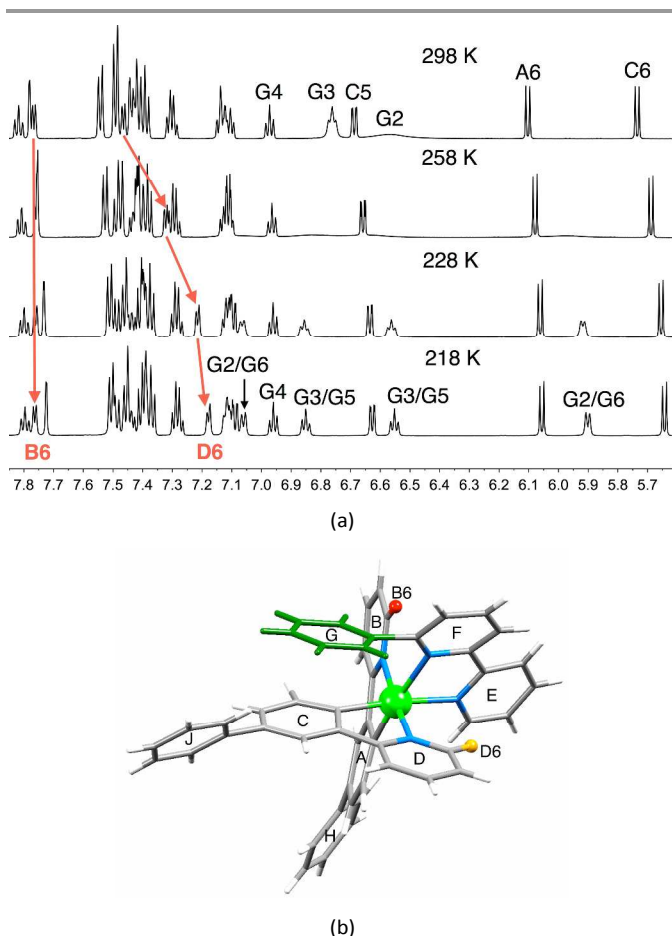 298 K
G4 G3 C5 G2 A6 C6
258 K
228 K
218 K
G2/G6
G4 G3/G5 G3/G5 G2/G6
B6 D6
7.8 7.7 7.6 7.5 7.4 7.3 7.2 7.1 7.0 6.9 6.8 6.7 6.6 6.5 6.4 6.3 6.2 6.1 6.0 5.9 5.8 5.7
(a)
B6
B
G F
E
C
J A D D6
H
(b)